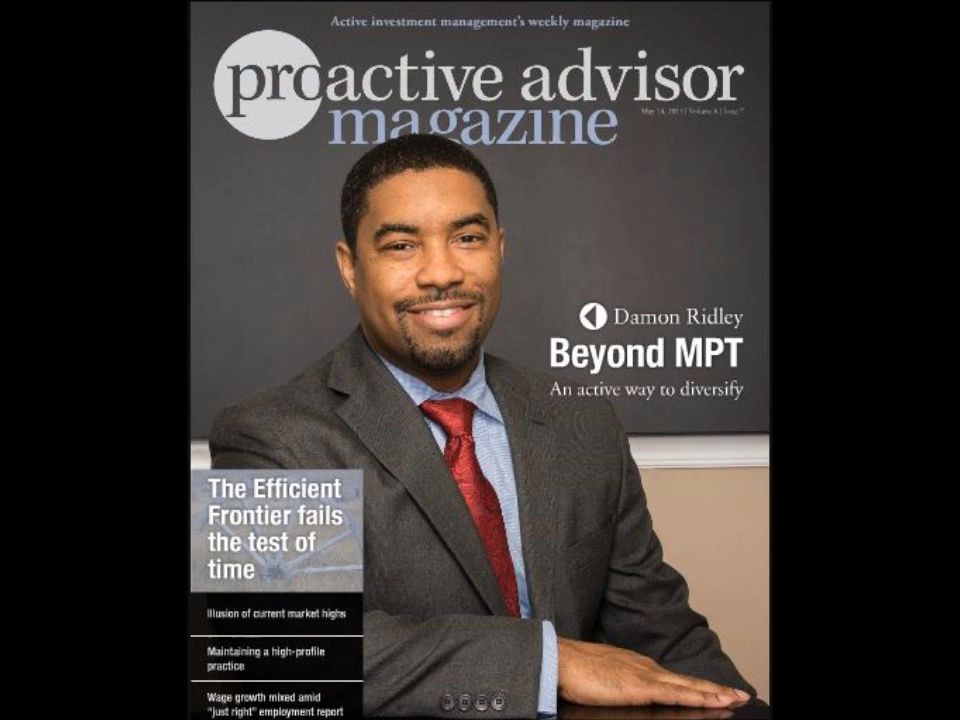 Active investment management's weekly magazine
proactive advisor
magazine
Damon Ridley
Beyond MPT
An active way to diversify
The Efficient
Frontier fails
the test of
time
Illusion of current market highs
Maintaining a high-profile
practice
Wage growth mixed amid
"just right" employment report